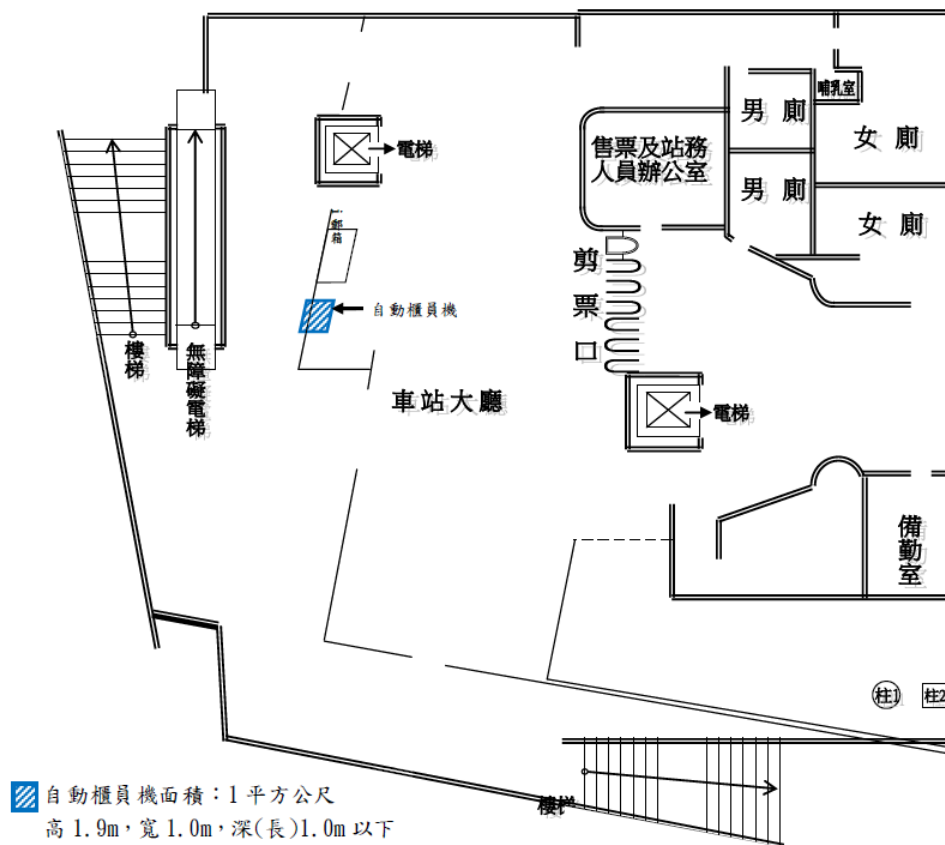 哺乳室
男廁
女廁
電梯
售票及站務
人員辦公室
男廁
女廁
郵箱
剪票口
自動櫃員機
樓梯
無障礙電梯
車站大廳
電梯
備勤室
柱1
柱2
樓梯
自動櫃員機面積：1平方公尺
高1.9m，寬1.0m，深(長)1.0m以下